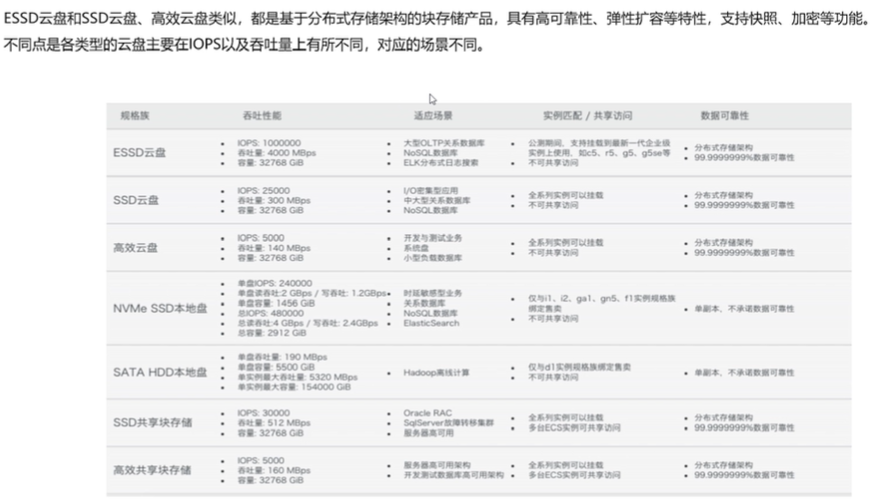 ESSD云盘和SSD云盘、高效云盘类似，都是基于分布式存储架构的块存储产品，具有高可靠性、弹性扩容等特性，支持快照、加密等功能。
不同点是各类型的云盘主要在IOPS以及吞吐量上有所不同，对应的场景不同。
规格族 吞吐性能 适应场景 实例匹配 / 共享访问 数据可靠性
ESSD云盘
IOPS: 1000000
吞吐量: 4000 MBps
容量: 32768 GiB
大型OLTP关系数据库
NoSQL数据库
ELK分布式日志搜索
公测期间，支持挂载到最新一代企业级
实例上使用，如c5、r5、g5、g5se等
不可共享访问
分布式存储架构
99.9999999%数据可靠性
SSD云盘
IOPS: 25000
吞吐量: 300 MBps
容量: 32768 GiB
I/O密集型应用
中大型关系数据库
NoSQL数据库
全系列实例可以挂载
不可共享访问
分布式存储架构
99.9999999%数据可靠性
高效云盘
IOPS: 5000
吞吐量: 140 MBps
容量: 32768 GiB
开发与测试业务
系统盘
小型负载数据库
全系列实例可以挂载
不可共享访问
分布式存储架构
99.9999999%数据可靠性
NVMe SSD本地盘
单盘IOPS: 240000
单盘读吞吐:2 GBps / 写吞吐: 1.2GBps
单盘容量: 1456 GiB
总IOPS: 480000
总读吞吐:4 GBps / 写吞吐: 2.4GBps
总容量: 2912 GiB
时延敏感型业务
关系数据库
NoSQL数据库
ElasticSearch
仅与i1、i2、ga1、gn5、f1实例规格族
绑定售卖
不可共享访问
单副本、不承诺数据可靠性
SATA HDD本地盘
单盘吞吐量: 190 MBps
单盘容量: 5500 GiB
单实例最大吞吐量: 5320 MBps
单实例最大容量: 154000 GiB
Hadoop离线计算
仅与d1实例规格族绑定售卖
不可共享访问
单副本、不承诺数据可靠性
SSD共享块存储
IOPS: 30000
吞吐量: 512 MBps
容量: 32768 GiB
Oracle RAC
SqlServer故障转移集群
服务器高可用
全系列实例可以挂载
多台ECS实例可共享访问
分布式存储架构
99.9999999%数据可靠性
高效共享块存储
IOPS: 5000
吞吐量: 160 MBps
容量: 32768 GiB
服务器高可用架构
开发测试数据库高可用架构
全系列实例可以挂载
多台ECS实例可共享访问
分布式存储架构
99.9999999%数据可靠性